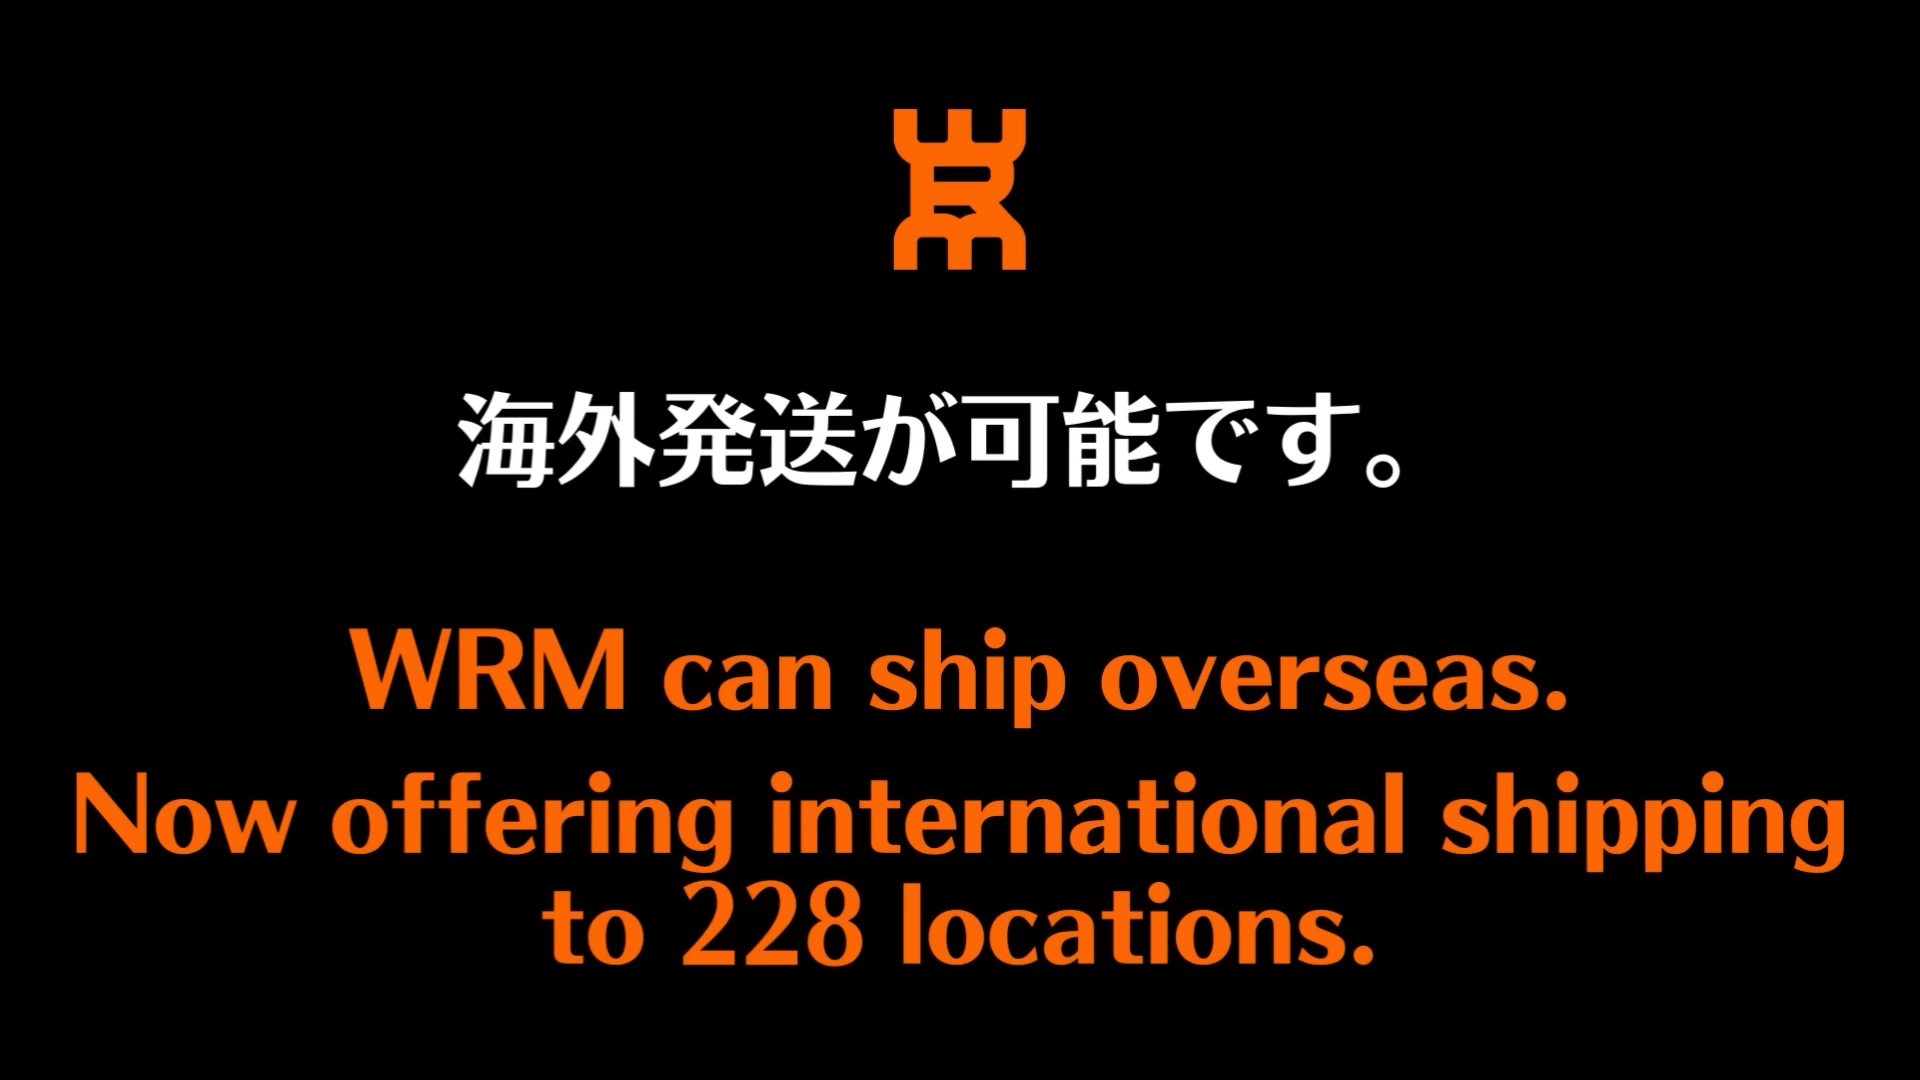 海外発送が可能です。
WRM can ship overseas.
Now offering international shipping
to 228 locations.